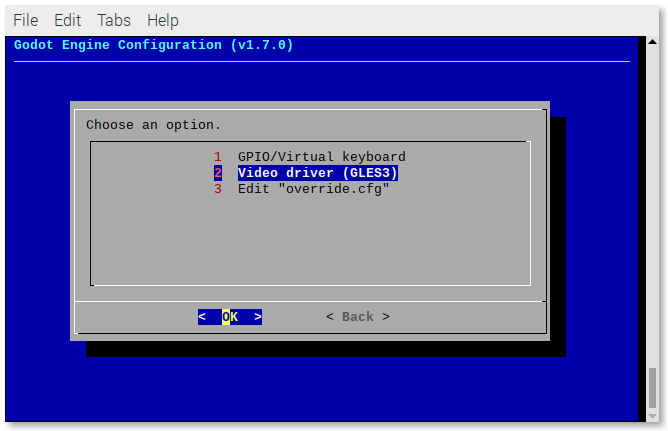 File Edit Tabs Help
Godot Engine Configuration (v1.7.0)
Choose an option.
1 GPIO/Virtual keyboard
2 Video driver (GLES3)
3 Edit "override.cfg"
< OK > < Back >